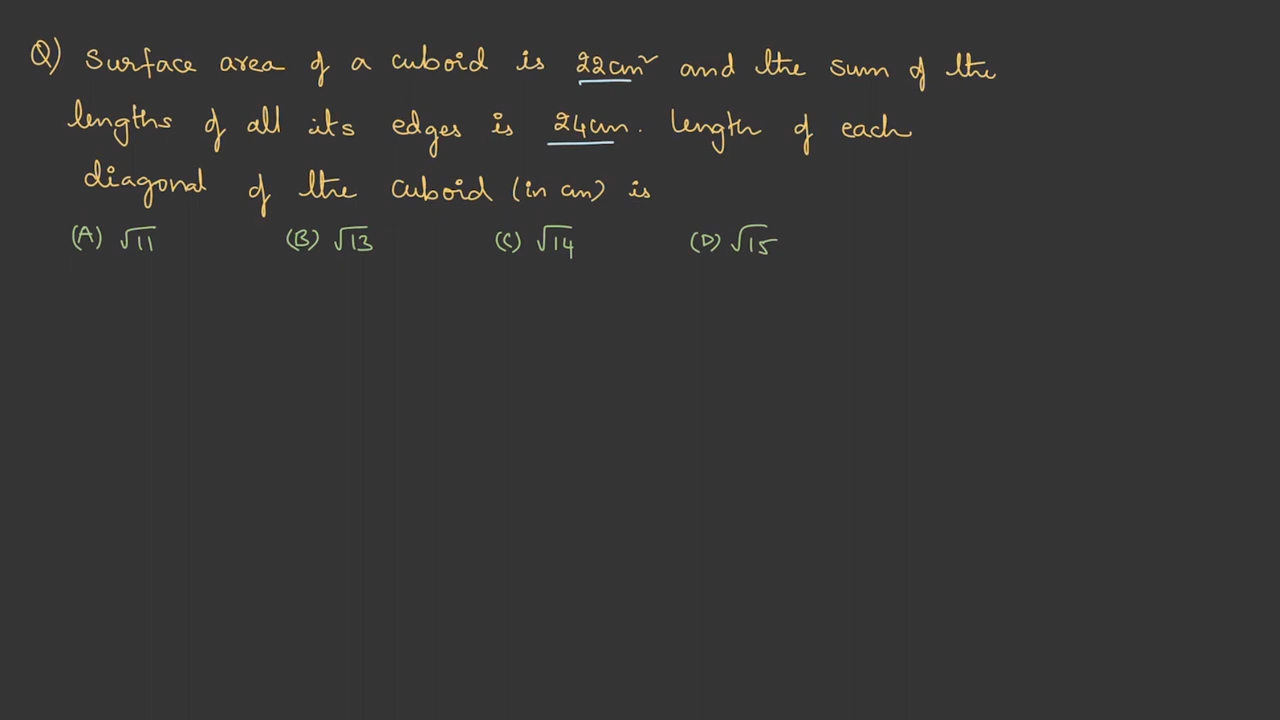 Q) Surface area of a cuboid is 22cm² and the sum of the
lengths of all its edges is 24cm. Length of each
diagonal of the cuboid (in cm) is
(A) √11 (B) √13 (C) √14 (D) √15